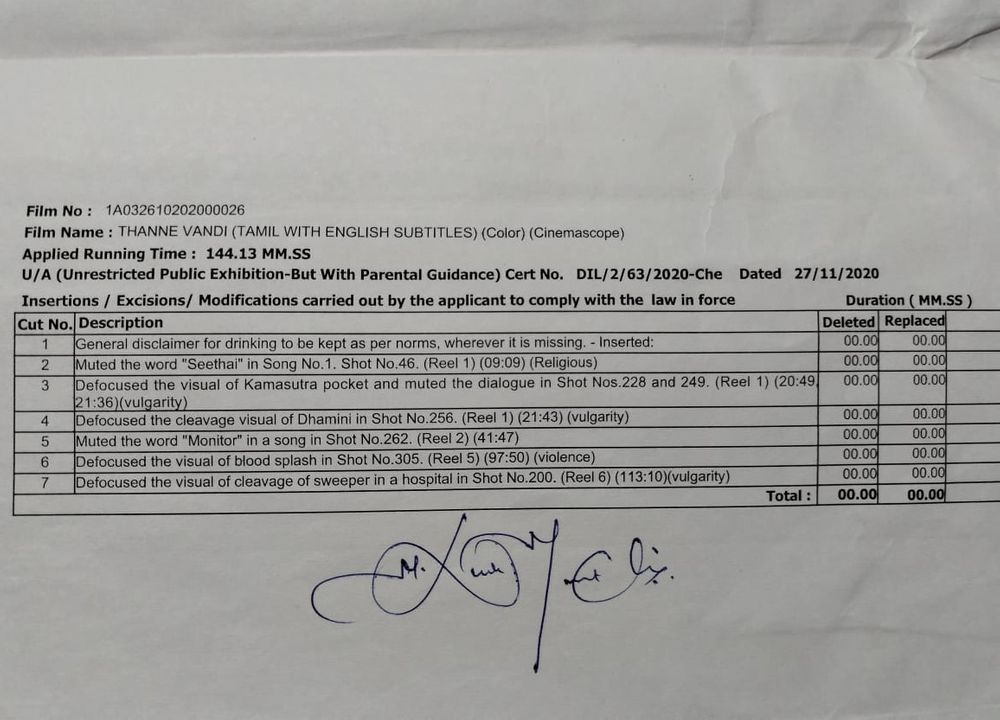 Film No : 1A032610202000026
Film Name : THANNE VANDI (TAMIL WITH ENGLISH SUBTITLES) (Color) (Cinemascope)
Applied Running Time : 144.13 MM.SS
U/A (Unrestricted Public Exhibition-But With Parental Guidance) Cert No. DIL/2/63/2020-Che Dated 27/11/2020
Insertions / Excisions/ Modifications carried out by the applicant to comply with the law in force Duration ( MM.SS )
Cut No. Description Deleted Replaced
1 General disclaimer for drinking to be kept as per norms, wherever it is missing. - Inserted: 00.00 00.00
2 Muted the word "Seethai" in Song No.1. Shot No.46. (Reel 1) (09:09) (Religious) 00.00 00.00
3 Defocused the visual of Kamasutra pocket and muted the dialogue in Shot Nos.228 and 249. (Reel 1) (20:49, 00.00 00.00
21:36)(vulgarity)
4 Defocused the cleavage visual of Dhamini in Shot No.256. (Reel 1) (21:43) (vulgarity) 00.00 00.00
5 Muted the word "Monitor" in a song in Shot No.262. (Reel 2) (41:47) 00.00 00.00
6 Defocused the visual of blood splash in Shot No.305. (Reel 5) (97:50) (violence) 00.00 00.00
7 Defocused the visual of cleavage of sweeper in a hospital in Shot No.200. (Reel 6) (113:10)(vulgarity) 00.00 00.00
Total : 00.00 00.00